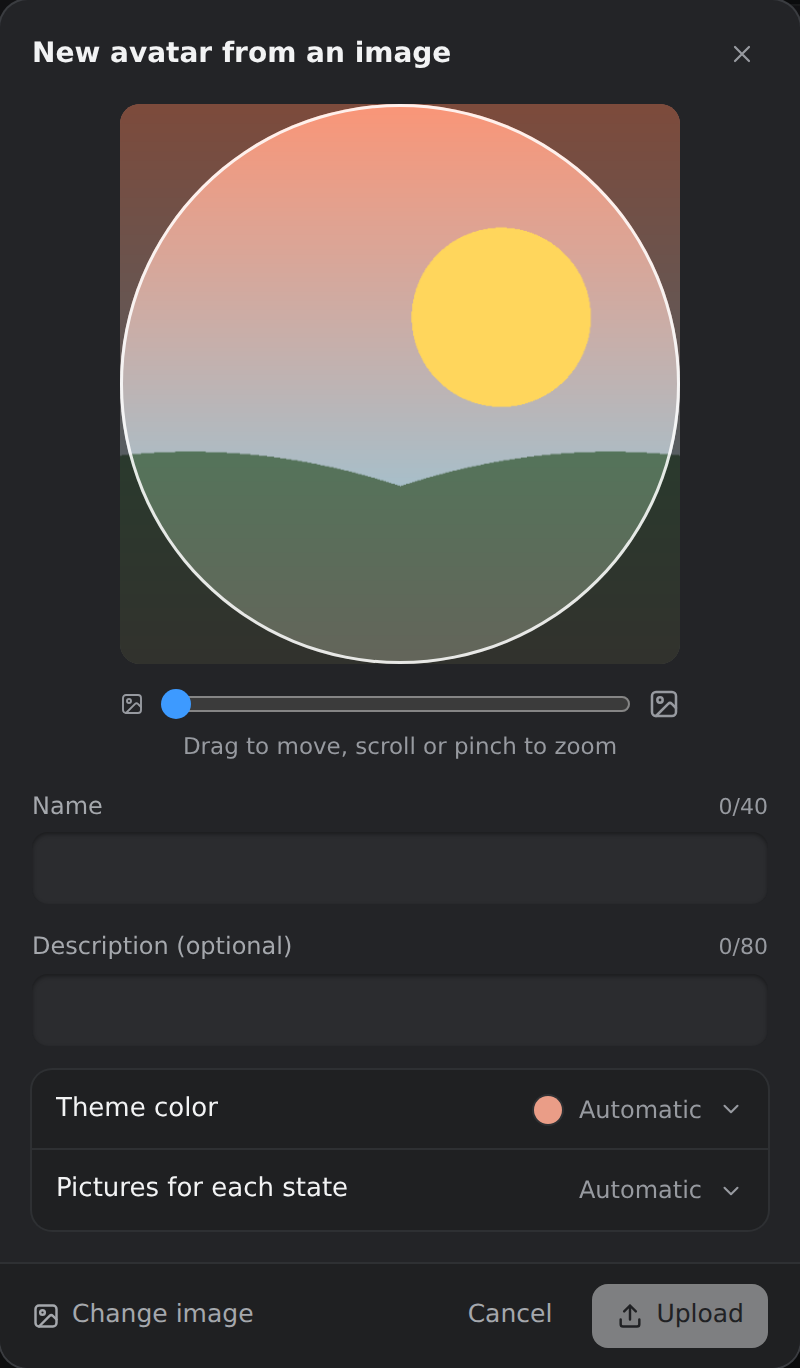 New avatar from an image
Drag to move, scroll or pinch to zoom
Name 0/40
Description (optional) 0/80
Theme color Automatic
Pictures for each state Automatic
Change image Cancel Upload